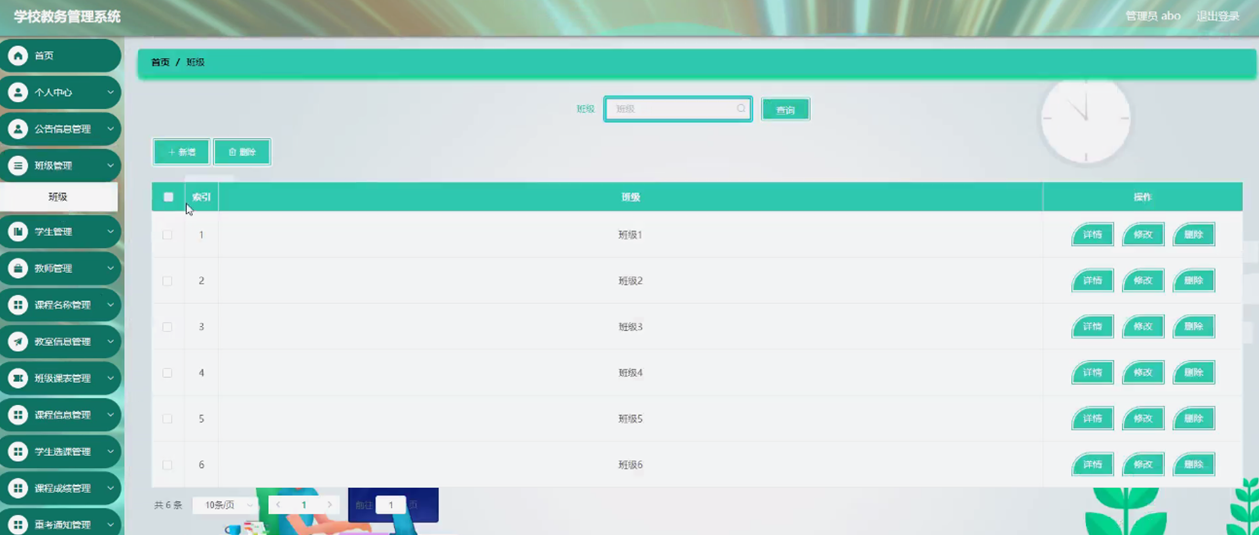 学校教务管理系统
管理员 abo 退出登录
首页
个人中心
公告信息管理
班级管理
班级
学生管理
教师管理
课程名称管理
教室信息管理
班级课表管理
课程信息管理
学生选课管理
课程成绩管理
重考通知管理
首页 / 班级
班级 班级 查询
+ 新增 删除
索引 班级 操作
1 班级1 详情 修改 删除
2 班级2 详情 修改 删除
3 班级3 详情 修改 删除
4 班级4 详情 修改 删除
5 班级5 详情 修改 删除
6 班级6 详情 修改 删除
共 6 条 10条/页 1 前往 1 页